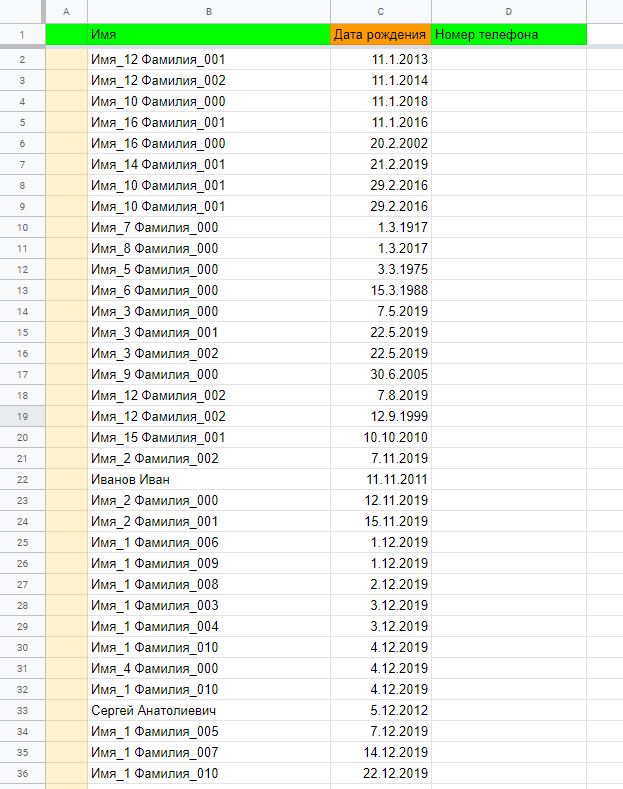 A B C D
1 Имя Дата рождения Номер телефона
2 Имя_12 Фамилия_001 11.1.2013
3 Имя_12 Фамилия_002 11.1.2014
4 Имя_10 Фамилия_000 11.1.2018
5 Имя_16 Фамилия_001 11.1.2016
6 Имя_16 Фамилия_000 20.2.2002
7 Имя_14 Фамилия_001 21.2.2019
8 Имя_10 Фамилия_001 29.2.2016
9 Имя_10 Фамилия_001 29.2.2016
10 Имя_7 Фамилия_000 1.3.1917
11 Имя_8 Фамилия_000 1.3.2017
12 Имя_5 Фамилия_000 3.3.1975
13 Имя_6 Фамилия_000 15.3.1988
14 Имя_3 Фамилия_000 7.5.2019
15 Имя_3 Фамилия_001 22.5.2019
16 Имя_3 Фамилия_002 22.5.2019
17 Имя_9 Фамилия_000 30.6.2005
18 Имя_12 Фамилия_002 7.8.2019
19 Имя_12 Фамилия_002 12.9.1999
20 Имя_15 Фамилия_001 10.10.2010
21 Имя_2 Фамилия_002 7.11.2019
22 Иванов Иван 11.11.2011
23 Имя_2 Фамилия_000 12.11.2019
24 Имя_2 Фамилия_001 15.11.2019
25 Имя_1 Фамилия_006 1.12.2019
26 Имя_1 Фамилия_009 1.12.2019
27 Имя_1 Фамилия_008 2.12.2019
28 Имя_1 Фамилия_003 3.12.2019
29 Имя_1 Фамилия_004 3.12.2019
30 Имя_1 Фамилия_010 4.12.2019
31 Имя_4 Фамилия_000 4.12.2019
32 Имя_1 Фамилия_010 4.12.2019
33 Сергей Анатолиевич 5.12.2012
34 Имя_1 Фамилия_005 7.12.2019
35 Имя_1 Фамилия_007 14.12.2019
36 Имя_1 Фамилия_010 22.12.2019